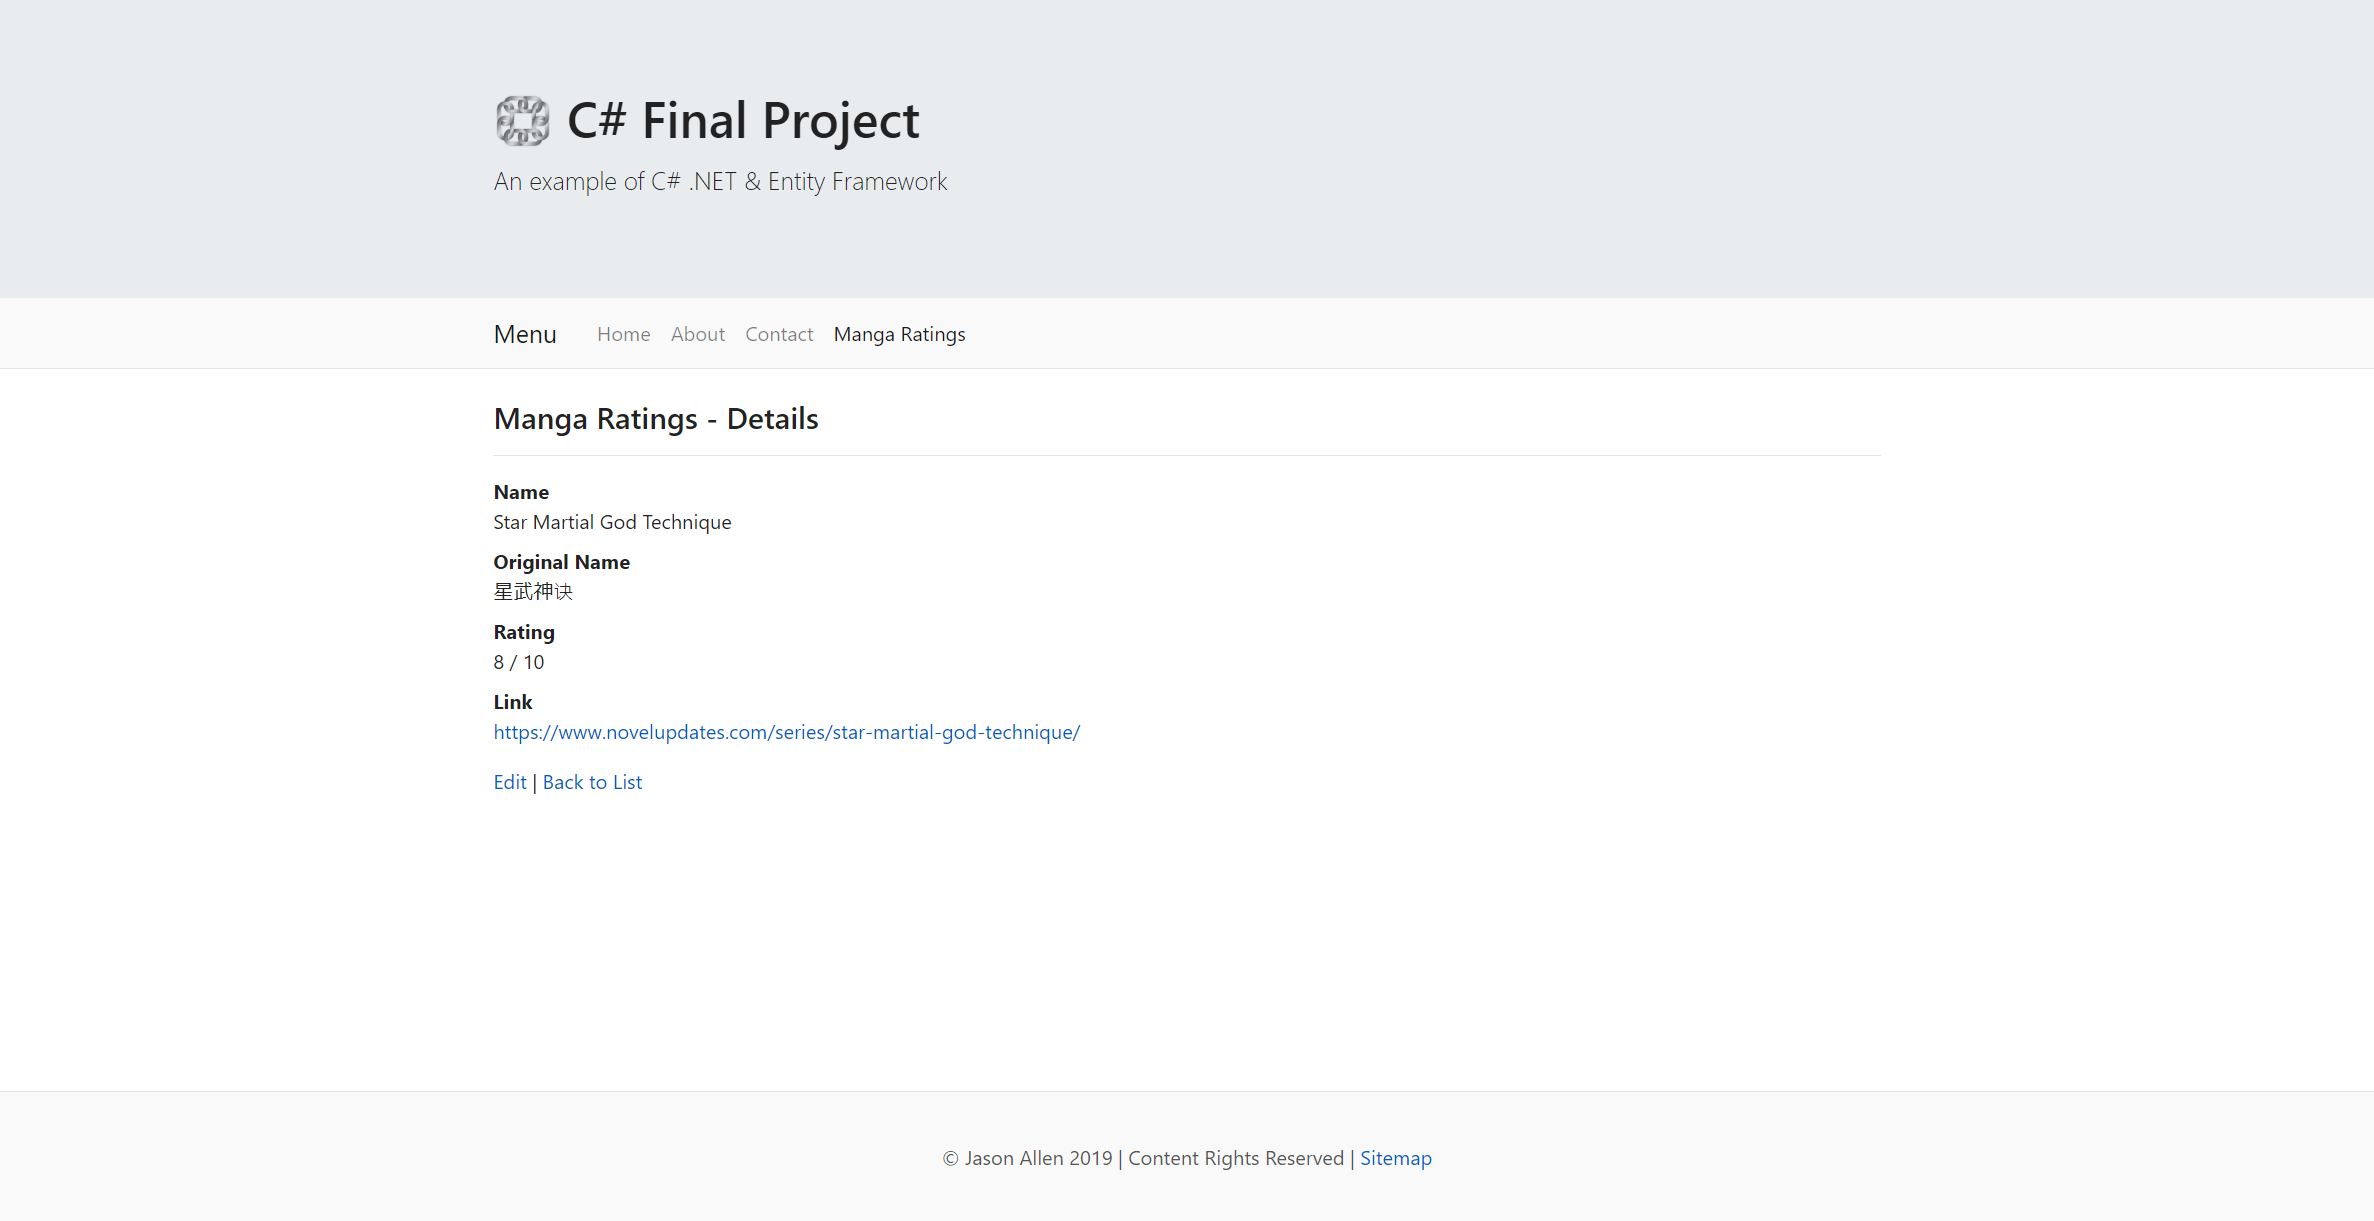 C# Final Project
An example of C# .NET & Entity Framework
Menu Home About Contact Manga Ratings
Manga Ratings - Details
Name
Star Martial God Technique
Original Name
星武神诀
Rating
8 / 10
Link
https://www.novelupdates.com/series/star-martial-god-technique/
Edit | Back to List
© Jason Allen 2019 | Content Rights Reserved | Sitemap